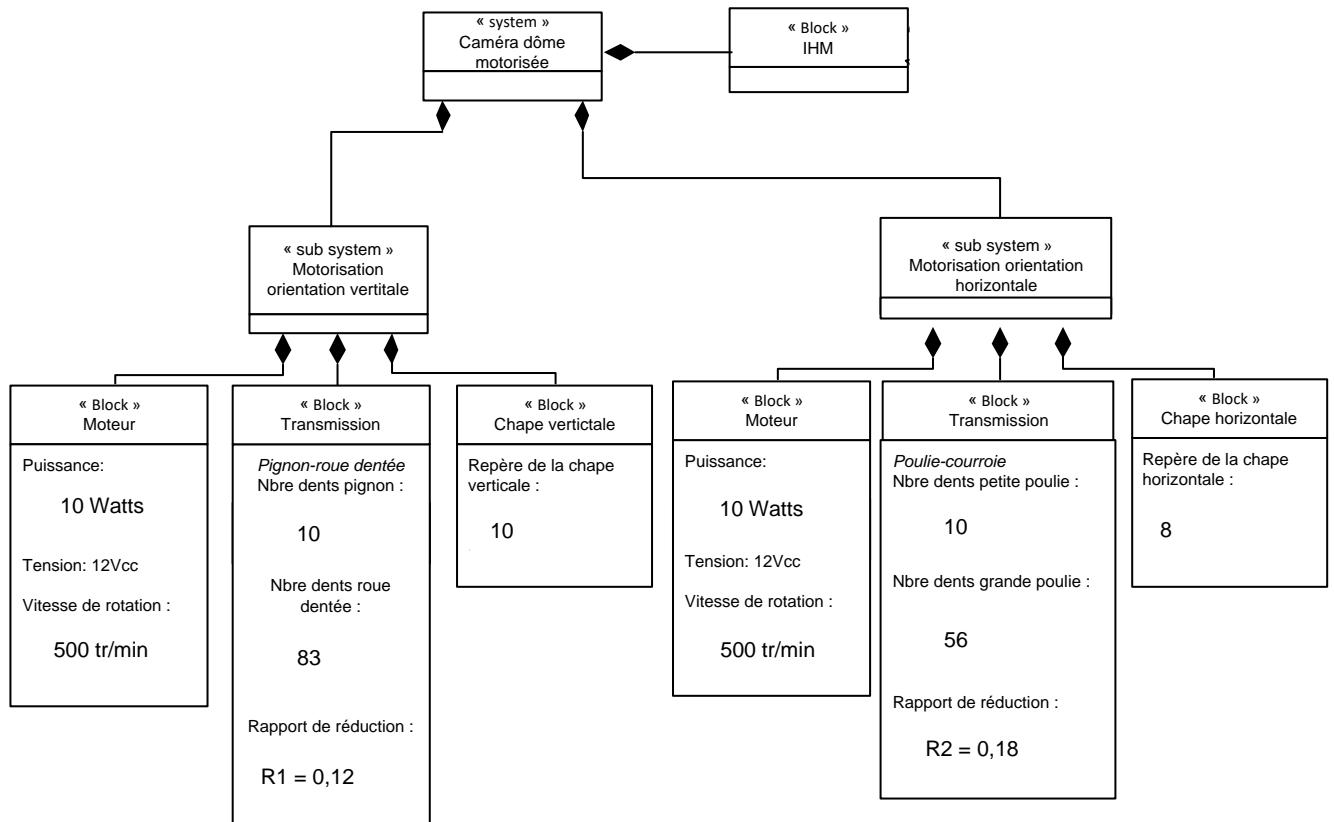 « system »
Caméra dôme
motorisée
« Block »
IHM
« sub system »
Motorisation
orientation vertitale
« sub system »
Motorisation orientation
horizontale
« Block »
Moteur
Puissance:
10 Watts
Tension: 12Vcc
Vitesse de rotation :
500 tr/min
« Block »
Transmission
Pignon-roue dentée
Nbre dents pignon :
10
Nbre dents roue
dentée :
83
Rapport de réduction :
R1 = 0,12
« Block »
Chape vertictale
Repère de la chape
verticale :
10
« Block »
Moteur
Puissance:
10 Watts
Tension: 12Vcc
Vitesse de rotation :
500 tr/min
« Block »
Transmission
Poulie-courroie
Nbre dents petite poulie :
10
Nbre dents grande poulie :
56
Rapport de réduction :
R2 = 0,18
« Block »
Chape horizontale
Repère de la chape
horizontale :
8